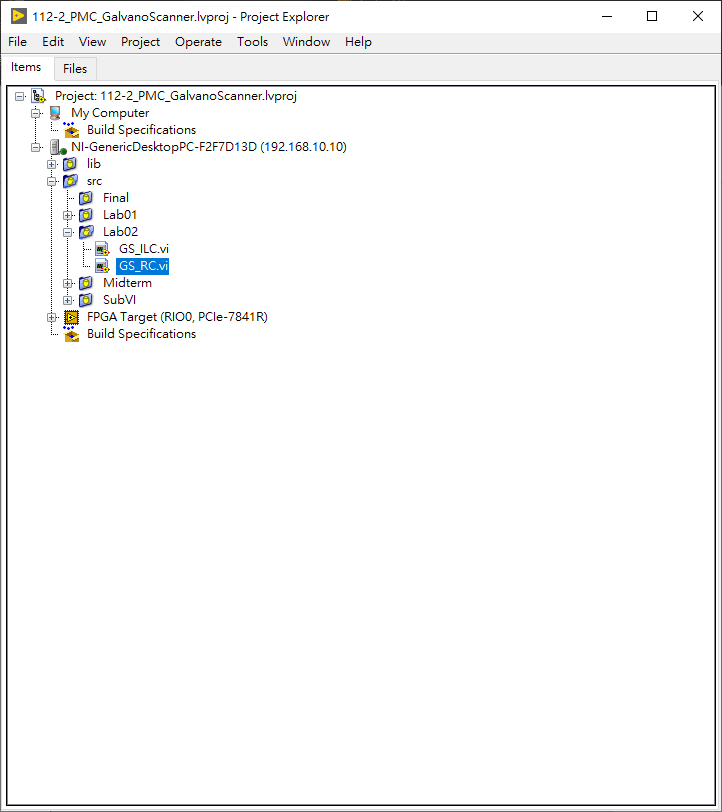 112-2_PMC_GalvanoScanner.lvproj - Project Explorer
File Edit View Project Operate Tools Window Help
Items Files
Project: 112-2_PMC_GalvanoScanner.lvproj
My Computer
Build Specifications
NI-GenericDesktopPC-F2F7D13D (192.168.10.10)
lib
src
Final
Lab01
Lab02
GS_ILC.vi
GS_RC.vi
Midterm
SubVI
FPGA Target (RIO0, PCIe-7841R)
Build Specifications